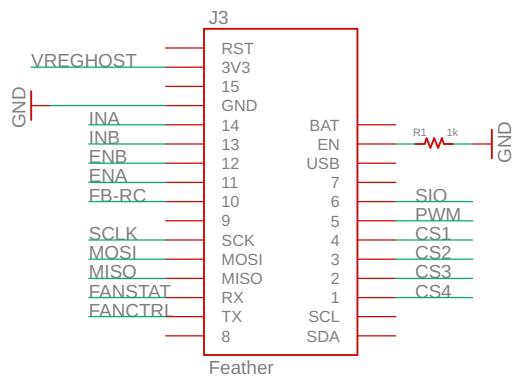 J3
RST
VREGHOST 3V3
15
GND GND
INA 14 BAT
INB 13 EN R1 1k GND
ENB 12 USB
ENA 11 7
FB-RC 10 6 SIO
9 5 PWM
SCLK SCK 4 CS1
MOSI MOSI 3 CS2
MISO MISO 2 CS3
FANSTAT RX 1 CS4
FANCTRL TX SCL
8 SDA
Feather